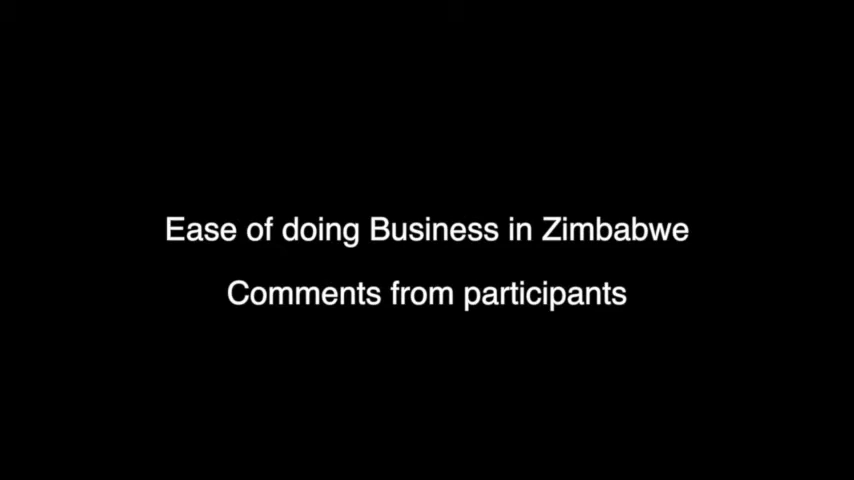 Ease of doing Business in Zimbabwe
Comments from participants